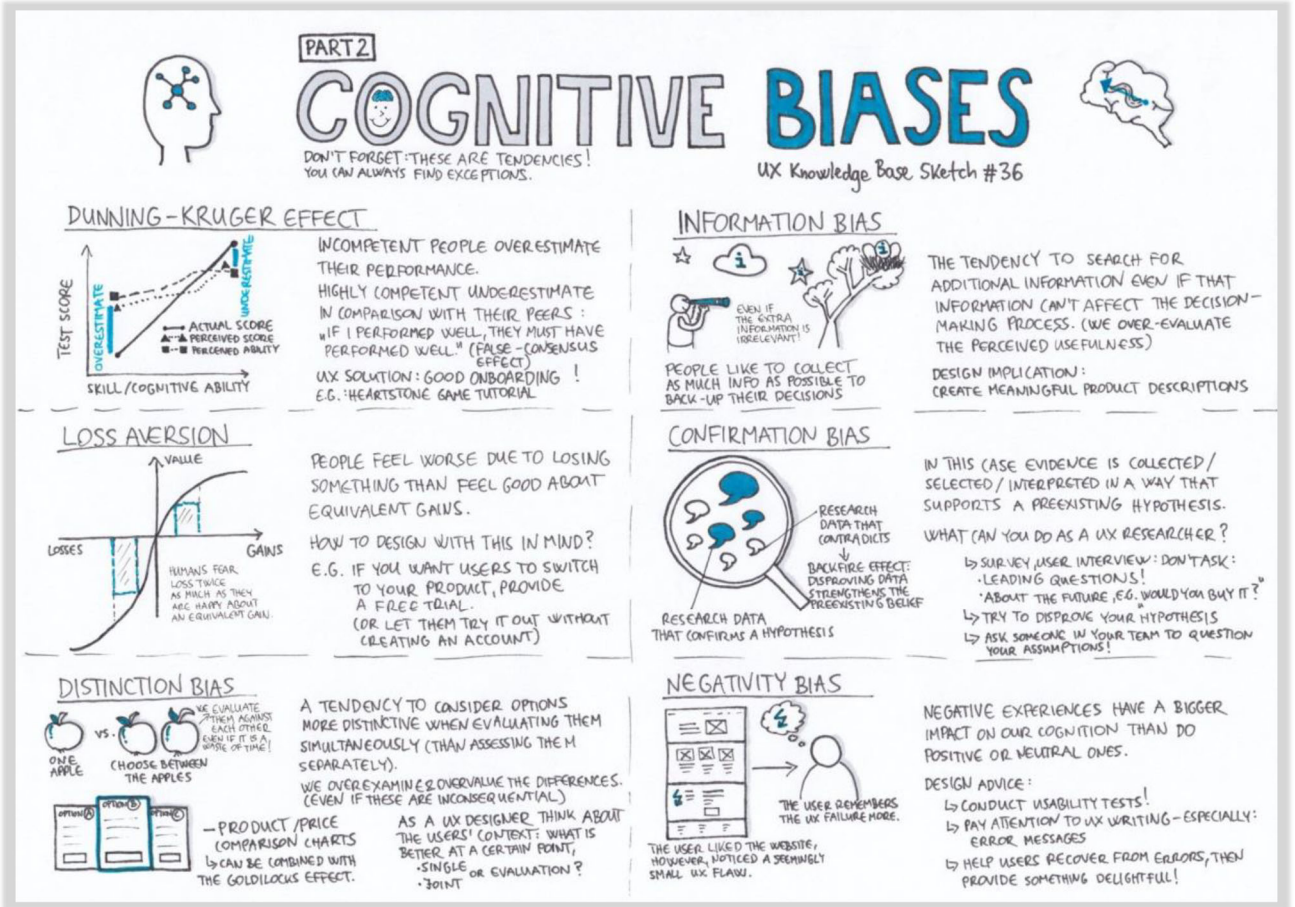 PART 2
COGNITIVE BIASES
DON'T FORGET: THESE ARE TENDENCIES!
YOU CAN ALWAYS FIND EXCEPTIONS.
UX Knowledge Base Sketch #36
DUNNING-KRUGER EFFECT
TEST SCORE
OVERESTIMATE
UNDERESTIMATE
ACTUAL SCORE
PERCEIVED SCORE
PERCEIVED ABILITY
SKILL/COGNITIVE ABILITY
INCOMPETENT PEOPLE OVERESTIMATE
THEIR PERFORMANCE.
HIGHLY COMPETENT UNDERESTIMATE
IN COMPARISON WITH THEIR PEERS:
„IF I PERFORMED WELL, THEY MUST HAVE
PERFORMED WELL." (FALSE-CONSENSUS
EFFECT)
UX SOLUTION: GOOD ONBOARDING!
E.G.: HEARTSTONE GAME TUTORIAL
INFORMATION BIAS
i
i
EVEN IF
THE EXTRA
INFORMATION IS
IRRELEVANT!
PEOPLE LIKE TO COLLECT
AS MUCH INFO AS POSSIBLE TO
BACK-UP THEIR DECISIONS
THE TENDENCY TO SEARCH FOR
ADDITIONAL INFORMATION EVEN IF THAT
INFORMATION CAN'T AFFECT THE DECISION-
MAKING PROCESS. (WE OVER-EVALUATE
THE PERCEIVED USEFULNESS)
DESIGN IMPLICATION:
CREATE MEANINGFUL PRODUCT DESCRIPTIONS
LOSS AVERSION
VALUE
LOSSES
GAINS
HUMANS FEAR
LOSS TWICE
AS MUCH AS THEY
ARE HAPPY ABOUT
AN EQUIVALENT GAIN.
PEOPLE FEEL WORSE DUE TO LOSING
SOMETHING THAN FEEL GOOD ABOUT
EQUIVALENT GAINS.
HOW TO DESIGN WITH THIS IN MIND?
E.G. IF YOU WANT USERS TO SWITCH
TO YOUR PRODUCT, PROVIDE
A FREE TRIAL.
(OR LET THEM TRY IT OUT WITHOUT
CREATING AN ACCOUNT)
CONFIRMATION BIAS
RESEARCH
DATA THAT
CONTRADICTS
↓
BACKFIRE EFFECT:
DISPROVING DATA
STRENGTHENS THE
PREEXISTING BELIEF
RESEARCH DATA
THAT CONFIRMS A HYPOTHESIS
IN THIS CASE EVIDENCE IS COLLECTED/
SELECTED/INTERPRETED IN A WAY THAT
SUPPORTS A PREEXISTING HYPOTHESIS.
WHAT CAN YOU DO AS A UX RESEARCHER?
↳ SURVEY, USER INTERVIEW: DON'T ASK:
· LEADING QUESTIONS!
· ABOUT THE FUTURE, E.G. „WOULD YOU BUY IT?"
↳ TRY TO DISPROVE YOUR HYPOTHESIS
↳ ASK SOMEONE IN YOUR TEAM TO QUESTION
YOUR ASSUMPTIONS!
DISTINCTION BIAS
ONE
APPLE
VS.
CHOOSE BETWEEN
THE APPLES
WE EVALUATE
THEM AGAINST
EACH OTHER
EVEN IF IT IS A
WASTE OF TIME!
OPTION A
OPTION B
OPTION C
- PRODUCT/PRICE
COMPARISON CHARTS
↳ CAN BE COMBINED WITH
THE GOLDILOCKS EFFECT.
A TENDENCY TO CONSIDER OPTIONS
MORE DISTINCTIVE WHEN EVALUATING THEM
SIMULTANEOUSLY (THAN ASSESSING THEM
SEPARATELY).
WE OVEREXAMINE & OVERVALUE THE DIFFERENCES.
(EVEN IF THESE ARE INCONSEQUENTIAL)
AS A UX DESIGNER THINK ABOUT
THE USERS' CONTEXT: WHAT IS
BETTER AT A CERTAIN POINT,
· SINGLE OR EVALUATION?
· JOINT
NEGATIVITY BIAS
THE USER REMEMBERS
THE UX FAILURE MORE.
THE USER LIKED THE WEBSITE,
HOWEVER, NOTICED A SEEMINGLY
SMALL UX FLAW.
NEGATIVE EXPERIENCES HAVE A BIGGER
IMPACT ON OUR COGNITION THAN DO
POSITIVE OR NEUTRAL ONES.
DESIGN ADVICE:
↳ CONDUCT USABILITY TESTS!
↳ PAY ATTENTION TO UX WRITING – ESPECIALLY:
ERROR MESSAGES
↳ HELP USERS RECOVER FROM ERRORS, THEN
PROVIDE SOMETHING DELIGHTFUL!